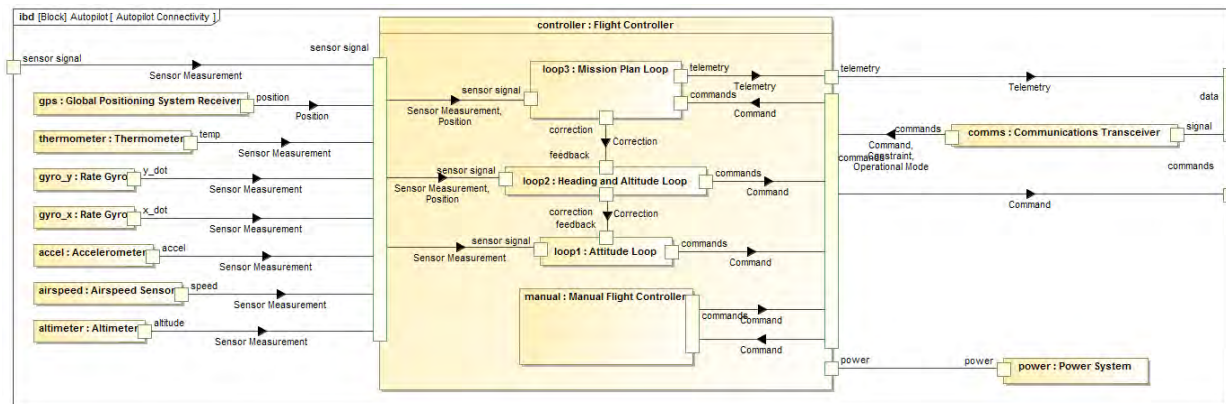 ibd [Block] Autopilot [ Autopilot Connectivity ]
controller : Flight Controller
sensor signal
sensor signal
Sensor Measurement
loop3 : Mission Plan Loop
telemetry
Telemetry
telemetry
Telemetry
data
gps : Global Positioning System Receiver
position
Position
sensor signal
Sensor Measurement,
Position
commands
Command
correction
Correction
feedback
thermometer : Thermometer
temp
Sensor Measurement
commands
Command,
Constraint,
Operational Mode
commands
comms : Communications Transceiver
signal
commands
gyro_y : Rate Gyro
y_dot
Sensor Measurement
sensor signal
Sensor Measurement,
Position
loop2 : Heading and Altitude Loop
commands
Command
Command
gyro_x : Rate Gyro
x_dot
Sensor Measurement
correction
Correction
feedback
accel : Accelerometer
accel
Sensor Measurement
sensor signal
Sensor Measurement
loop1 : Attitude Loop
commands
Command
airspeed : Airspeed Sensor
speed
Sensor Measurement
manual : Manual Flight Controller
commands
Command
Command
altimeter : Altimeter
altitude
Sensor Measurement
power
power
power : Power System